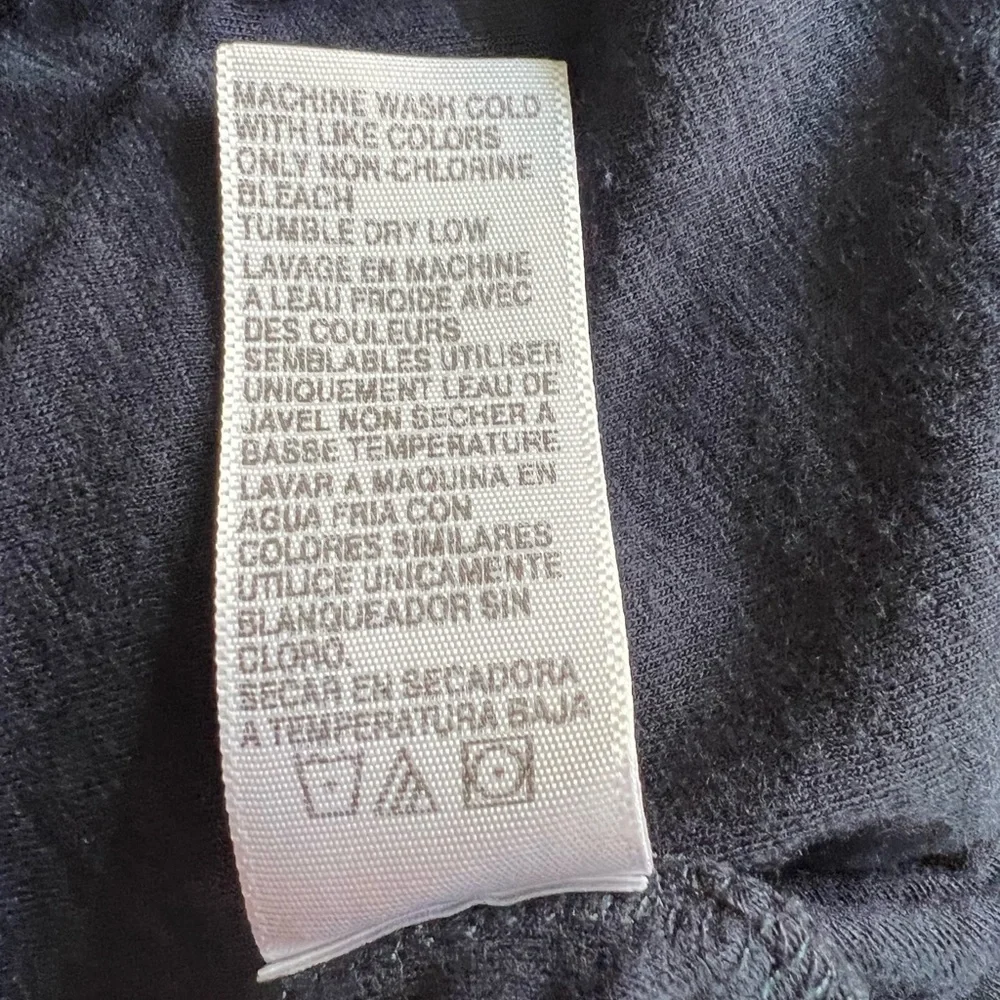 MACHINE WASH COLD
WITH LIKE COLORS
ONLY NON-CHLORINE
BLEACH
TUMBLE DRY LOW
LAVAGE EN MACHINE
A LEAU FROIDE AVEC
DES COULEURS
SEMBLABLES UTILISER
UNIQUEMENT LEAU DE
JAVEL NON SECHER A
BASSE TEMPERATURE
LAVAR A MAQUINA EN
AGUA FRIA CON
COLORES SIMILARES
UTILICE UNICAMENTE
BLANQUEADOR SIN
CLORO.
SECAR EN SECADORA
A TEMPERATURA BAJA